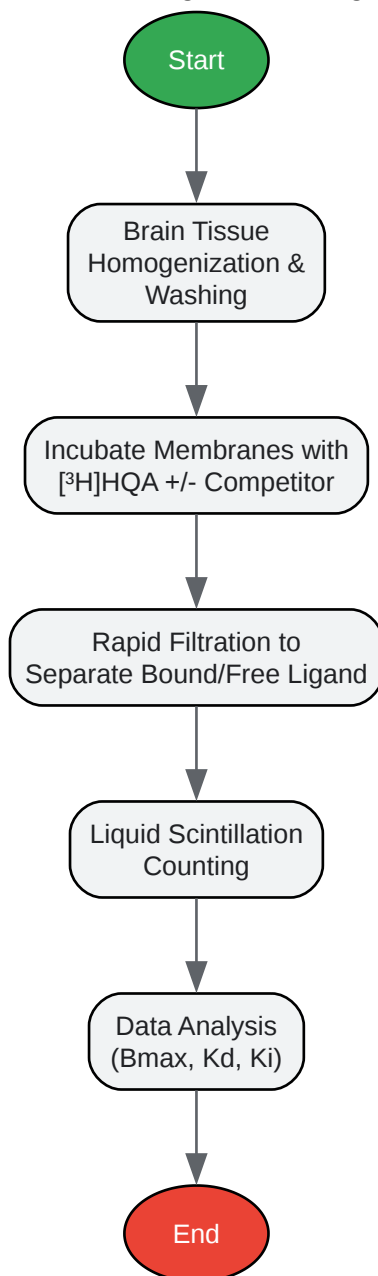 Start
Brain Tissue
Homogenization &
Washing
Incubate Membranes with
[³H]HQA +/- Competitor
Rapid Filtration to
Separate Bound/Free Ligand
Liquid Scintillation
Counting
Data Analysis
(Bmax, Kd, Ki)
End